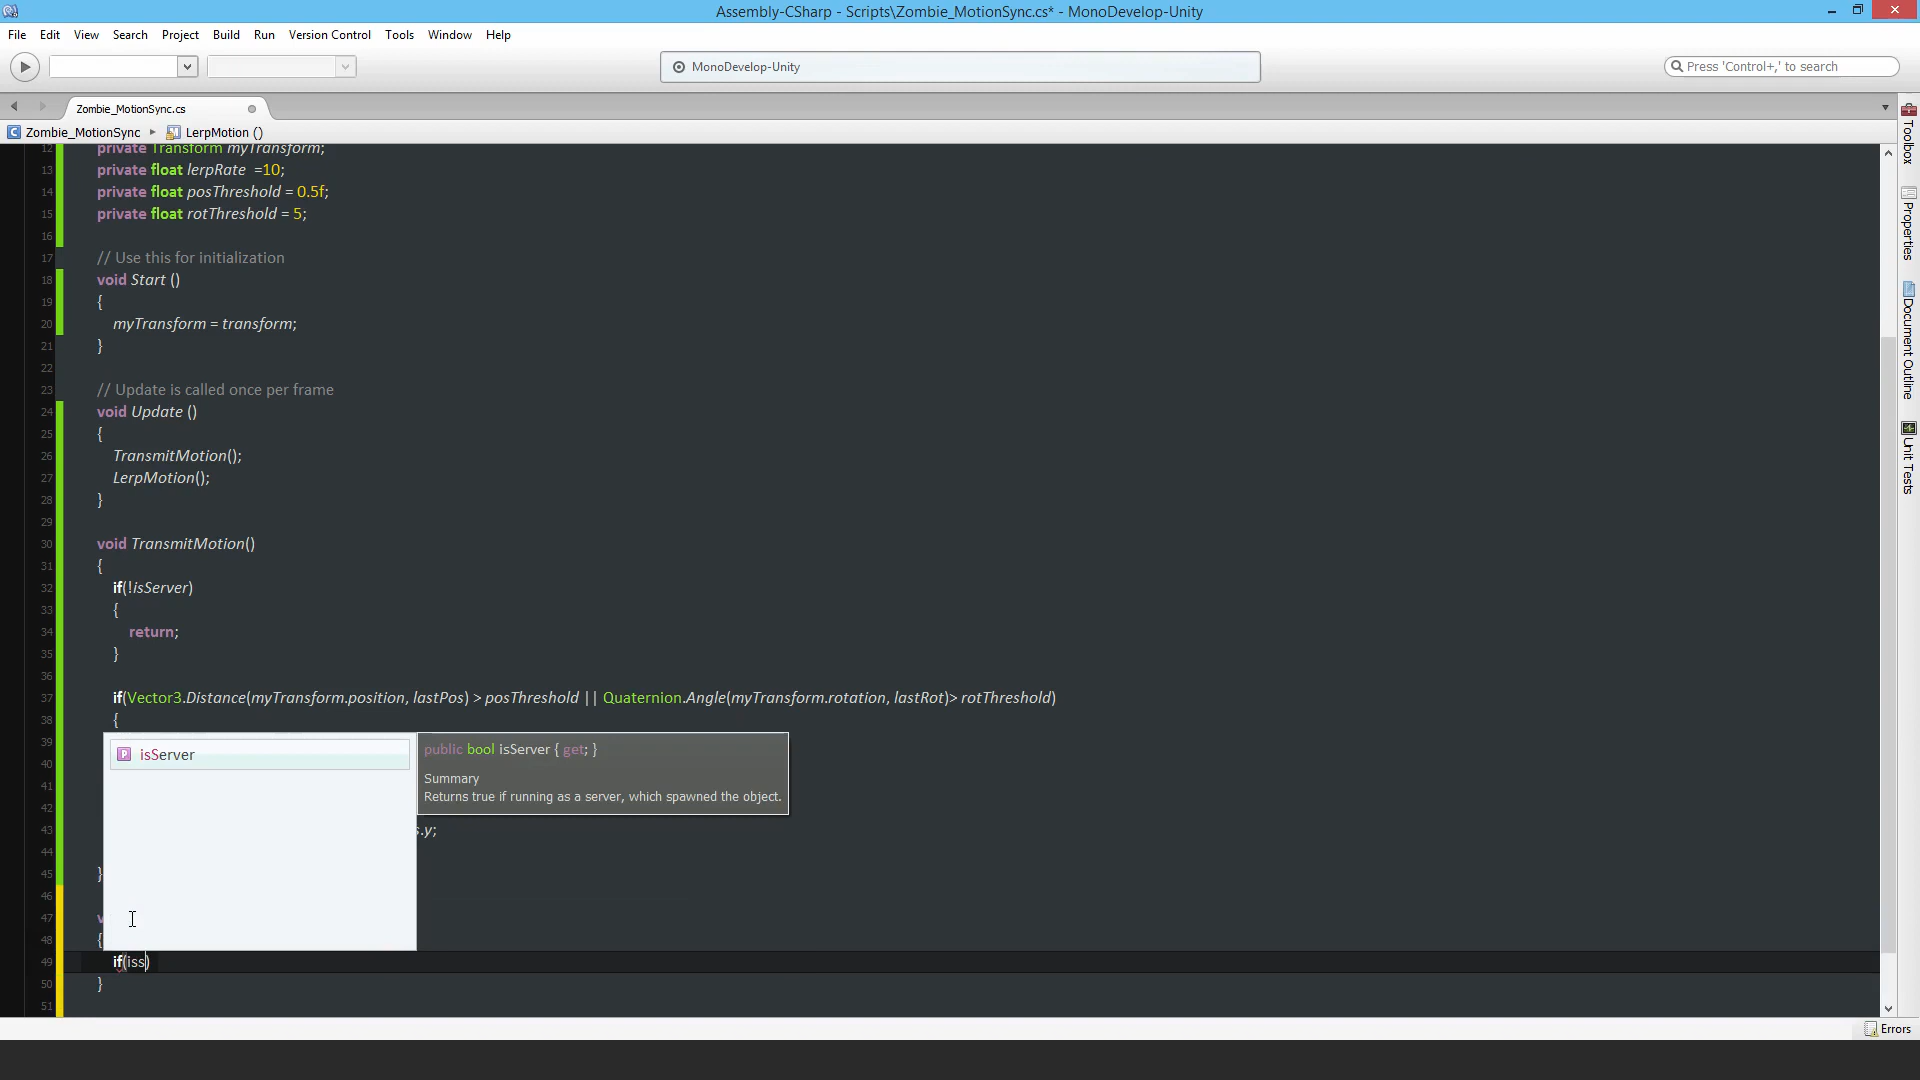 Assembly-CSharp - Scripts\Zombie_MotionSync.cs* - MonoDevelop-Unity
File Edit View Search Project Build Run Version Control Tools Window Help
MonoDevelop-Unity
Press 'Control+,' to search
Zombie_MotionSync.cs
Zombie_MotionSync LerpMotion ()
12 private Transform myTransform;
13 private float lerpRate =10;
14 private float posThreshold = 0.5f;
15 private float rotThreshold = 5;
16
17 // Use this for initialization
18 void Start ()
19 {
20 myTransform = transform;
21 }
22
23 // Update is called once per frame
24 void Update ()
25 {
26 TransmitMotion();
27 LerpMotion();
28 }
29
30 void TransmitMotion()
31 {
32 if(!isServer)
33 {
34 return;
35 }
36
37 if(Vector3.Distance(myTransform.position, lastPos) > posThreshold || Quaternion.Angle(myTransform.rotation, lastRot)> rotThreshold)
38 {
39
40
41
42
43 .y;
44
45 }
46
47
48 {
49 if(iss)
50 }
51
isServer
public bool isServer { get; }
Summary
Returns true if running as a server, which spawned the object.
Toolbox
Properties
Document Outline
Unit Tests
Errors